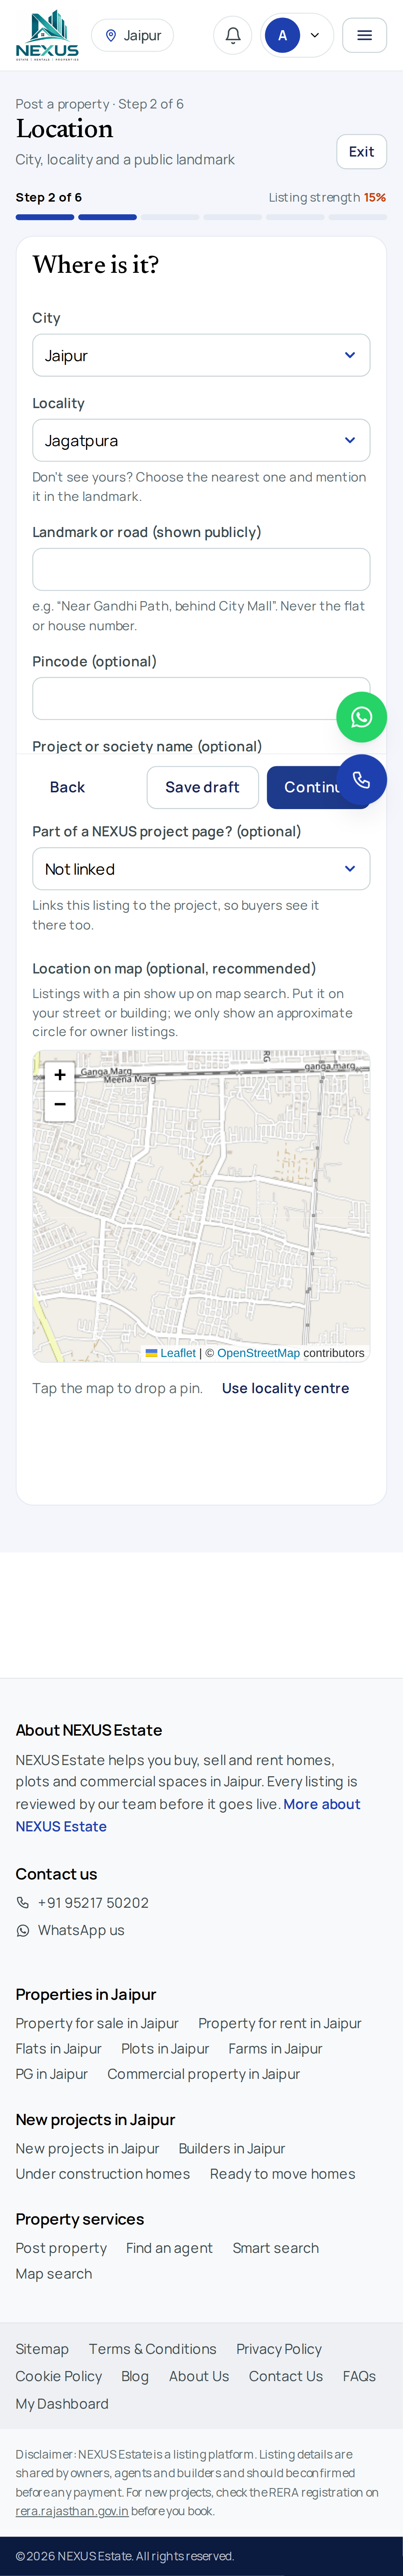 NEXUS
ESTATE | RENTALS | PROPERTIES
Jaipur
A
Post a property · Step 2 of 6
Location
City, locality and a public landmark
Exit
Step 2 of 6
Listing strength 15%
Where is it?
City
Jaipur
Locality
Jagatpura
Don't see yours? Choose the nearest one and mention
it in the landmark.
Landmark or road (shown publicly)
e.g. “Near Gandhi Path, behind City Mall”. Never the flat
or house number.
Pincode (optional)
Project or society name (optional)
Back
Save draft
Continu
Part of a NEXUS project page? (optional)
Not linked
Links this listing to the project, so buyers see it
there too.
Location on map (optional, recommended)
Listings with a pin show up on map search. Put it on
your street or building; we only show an approximate
circle for owner listings.
+
−
Ganga Marg
Meena Marg
RG
ganga marg
Leaflet | © OpenStreetMap contributors
Tap the map to drop a pin.
Use locality centre
About NEXUS Estate
NEXUS Estate helps you buy, sell and rent homes,
plots and commercial spaces in Jaipur. Every listing is
reviewed by our team before it goes live. More about
NEXUS Estate
Contact us
+91 95217 50202
WhatsApp us
Properties in Jaipur
Property for sale in Jaipur Property for rent in Jaipur
Flats in Jaipur Plots in Jaipur Farms in Jaipur
PG in Jaipur Commercial property in Jaipur
New projects in Jaipur
New projects in Jaipur Builders in Jaipur
Under construction homes Ready to move homes
Property services
Post property Find an agent Smart search
Map search
Sitemap Terms & Conditions Privacy Policy
Cookie Policy Blog About Us Contact Us FAQs
My Dashboard
Disclaimer: NEXUS Estate is a listing platform. Listing details are
shared by owners, agents and builders and should be confirmed
before any payment. For new projects, check the RERA registration on
rera.rajasthan.gov.in before you book.
©2026 NEXUS Estate. All rights reserved.